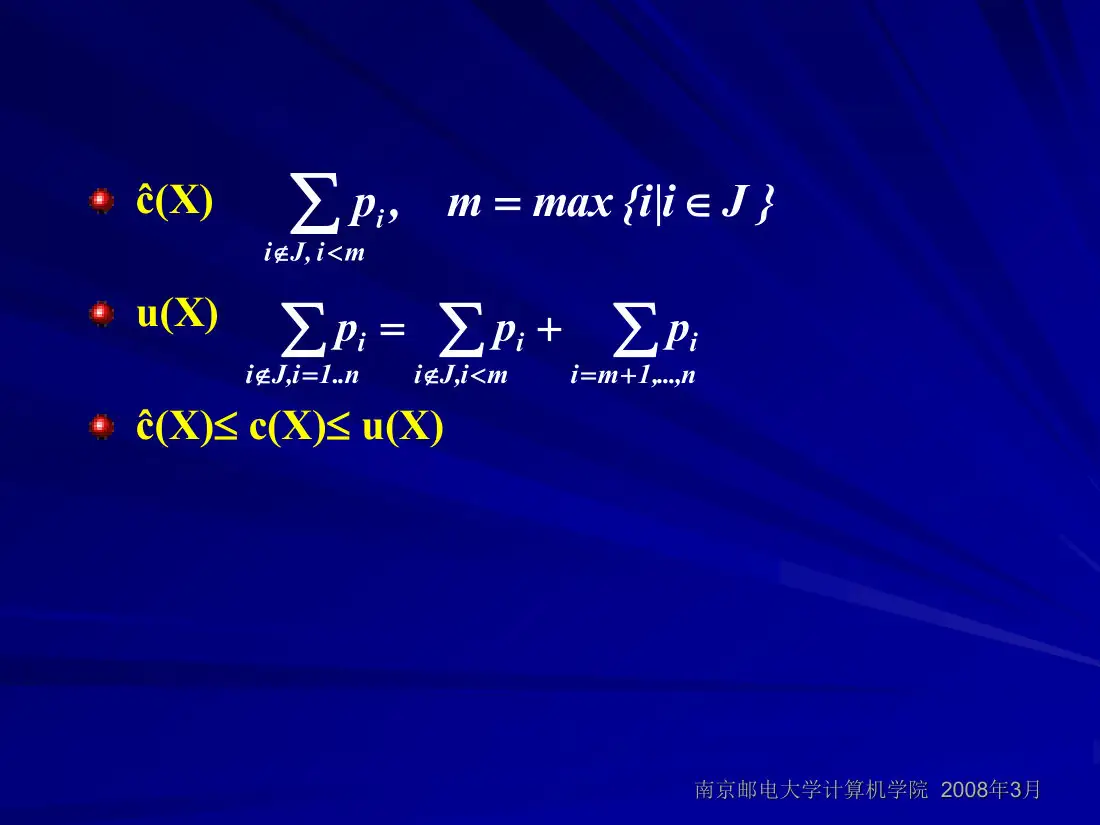 ĉ(X) ∑ pᵢ, m = max {i|i ∈ J }
i∉J, i<m
u(X) ∑ pᵢ = ∑ pᵢ + ∑ pᵢ
i∉J,i=1..n i∉J,i<m i=m+1,...,n
ĉ(X)≤ c(X)≤ u(X)
南京邮电大学计算机学院 2008年3月